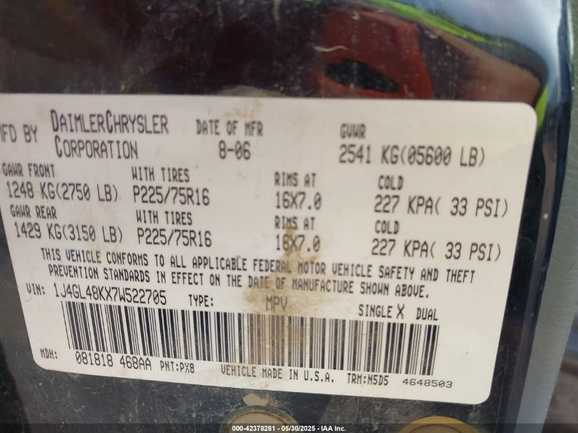 MFD BY DAIMLERCHRYSLER CORPORATION DATE OF MFR 8-06 GVWR 2541 KG(05600 LB)
GAWR FRONT WITH TIRES RIMS AT COLD
1248 KG(2750 LB) P225/75R16 16X7.0 227 KPA( 33 PSI)
GAWR REAR WITH TIRES RIMS AT COLD
1429 KG(3150 LB) P225/75R16 16X7.0 227 KPA( 33 PSI)
THIS VEHICLE CONFORMS TO ALL APPLICABLE FEDERAL MOTOR VEHICLE SAFETY AND THEFT
PREVENTION STANDARDS IN EFFECT ON THE DATE OF MANUFACTURE SHOWN ABOVE.
VIN: 1J4GL48KX7W522705 TYPE: MPV SINGLE X DUAL
MDH: 081818 468AA PNT:PX8 VEHICLE MADE IN U.S.A. TRM:M5D5 4648503
000-42378281 - 05/30/2025 - IAA Inc.